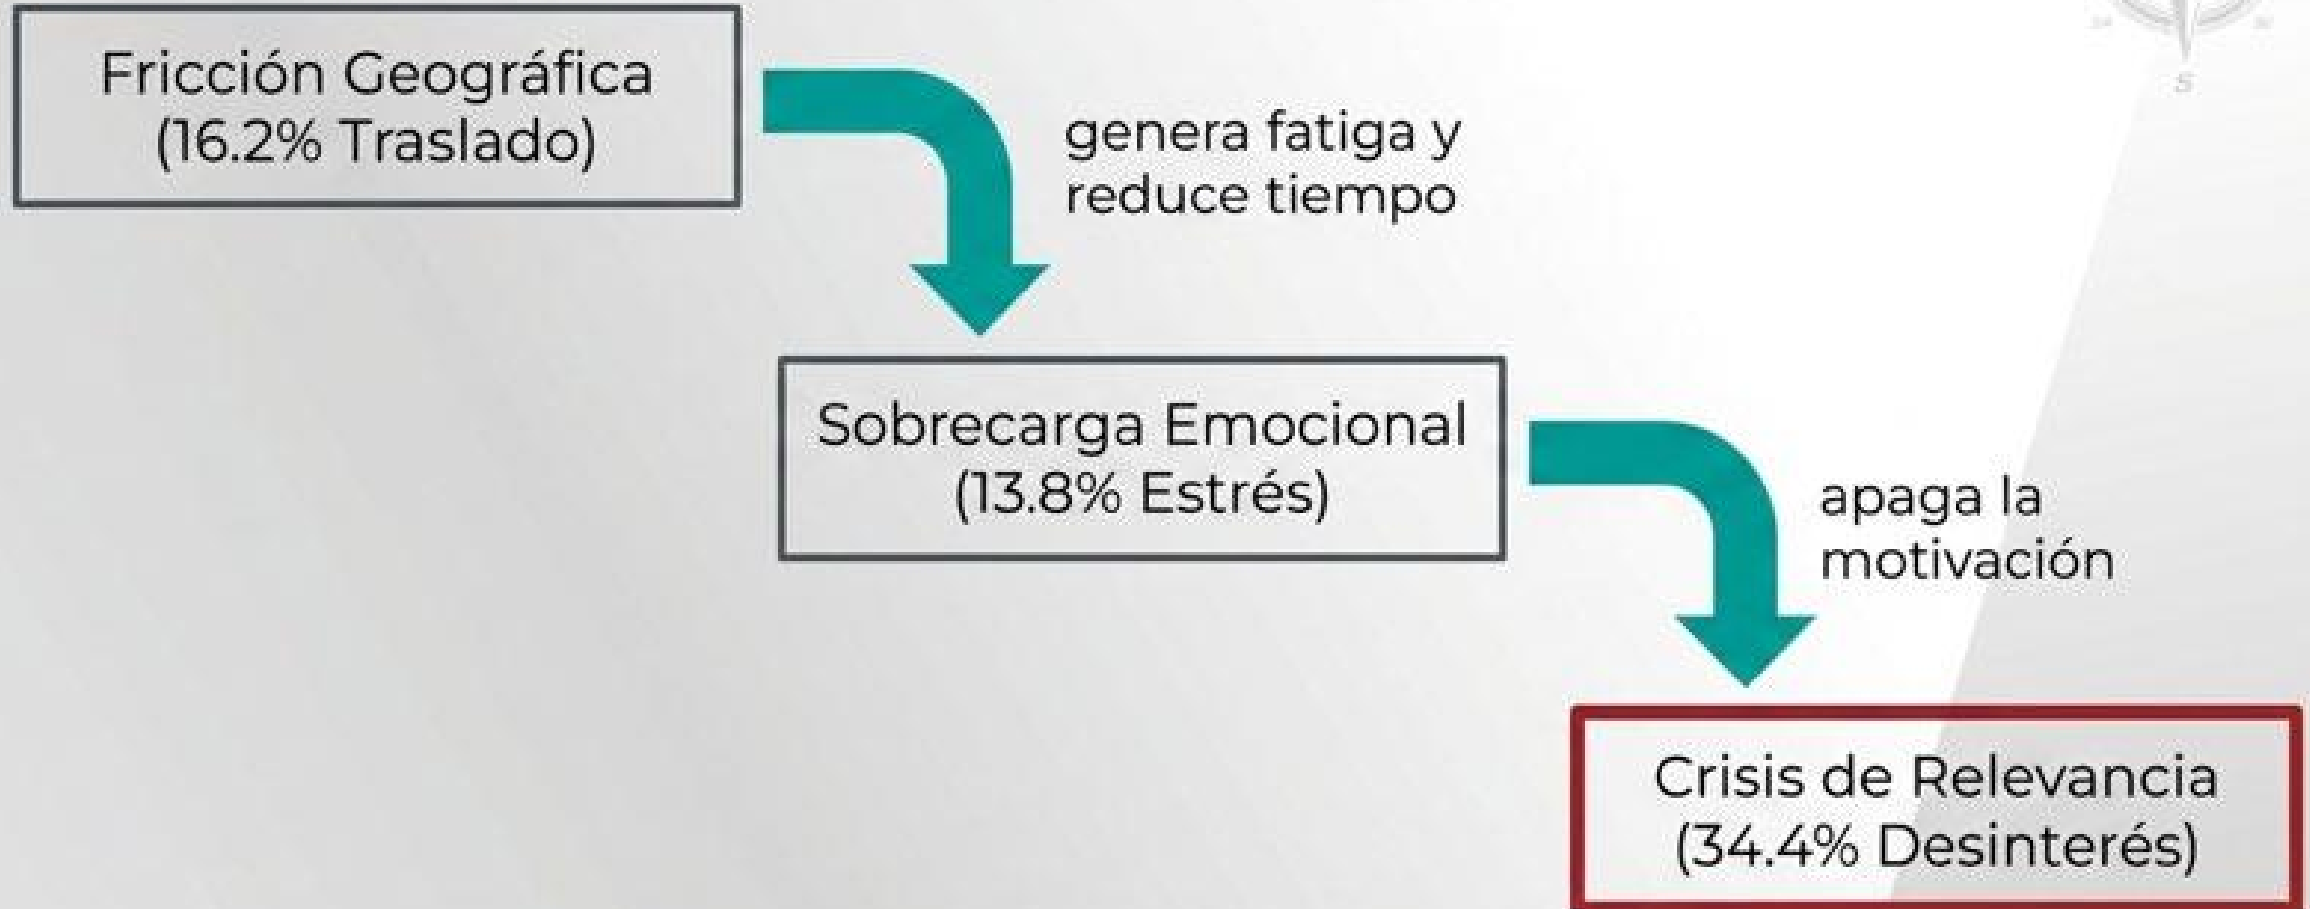 S
Fricción Geográfica
(16.2% Traslado)
genera fatiga y
reduce tiempo
Sobrecarga Emocional
(13.8% Estrés)
apaga la
motivación
Crisis de Relevancia
(34.4% Desinterés)